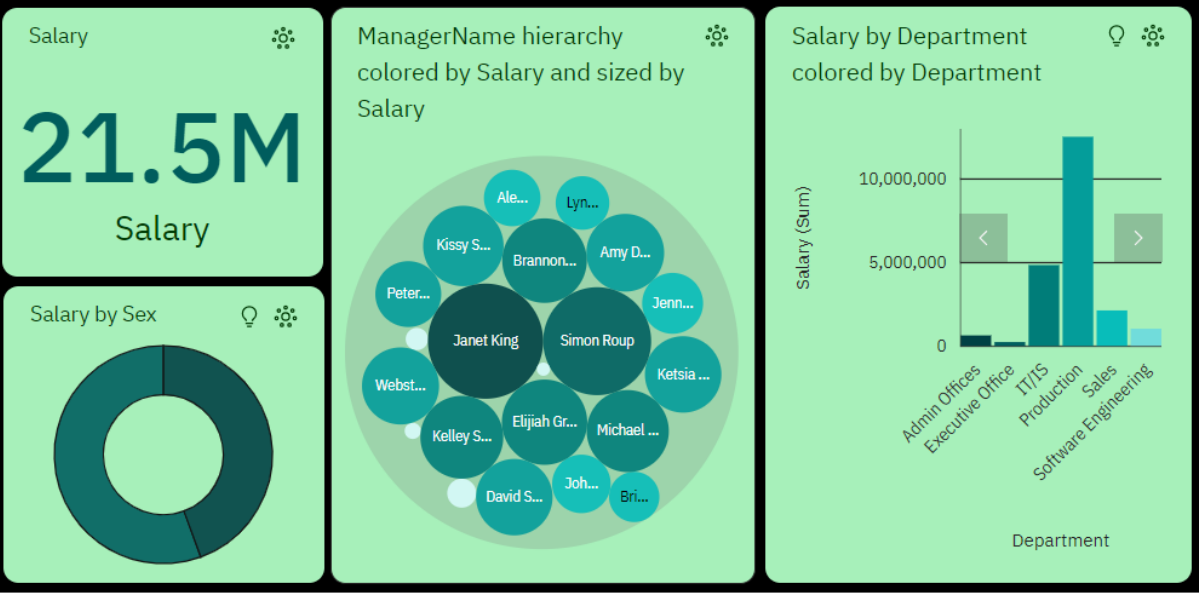 Salary
21.5M
Salary
Salary by Sex
ManagerName hierarchy
colored by Salary and sized by
Salary
Ale...
Lyn...
Kissy S...
Brannon...
Amy D...
Peter...
Jenn...
Janet King
Simon Roup
Webst...
Ketsia ...
Kelley S...
Elijiah Gr...
Michael ...
David S...
Joh...
Bri...
Salary by Department
colored by Department
Salary (Sum)
10,000,000
5,000,000
0
Admin Offices
Executive Office
IT/IS
Production
Sales
Software Engineering
Department